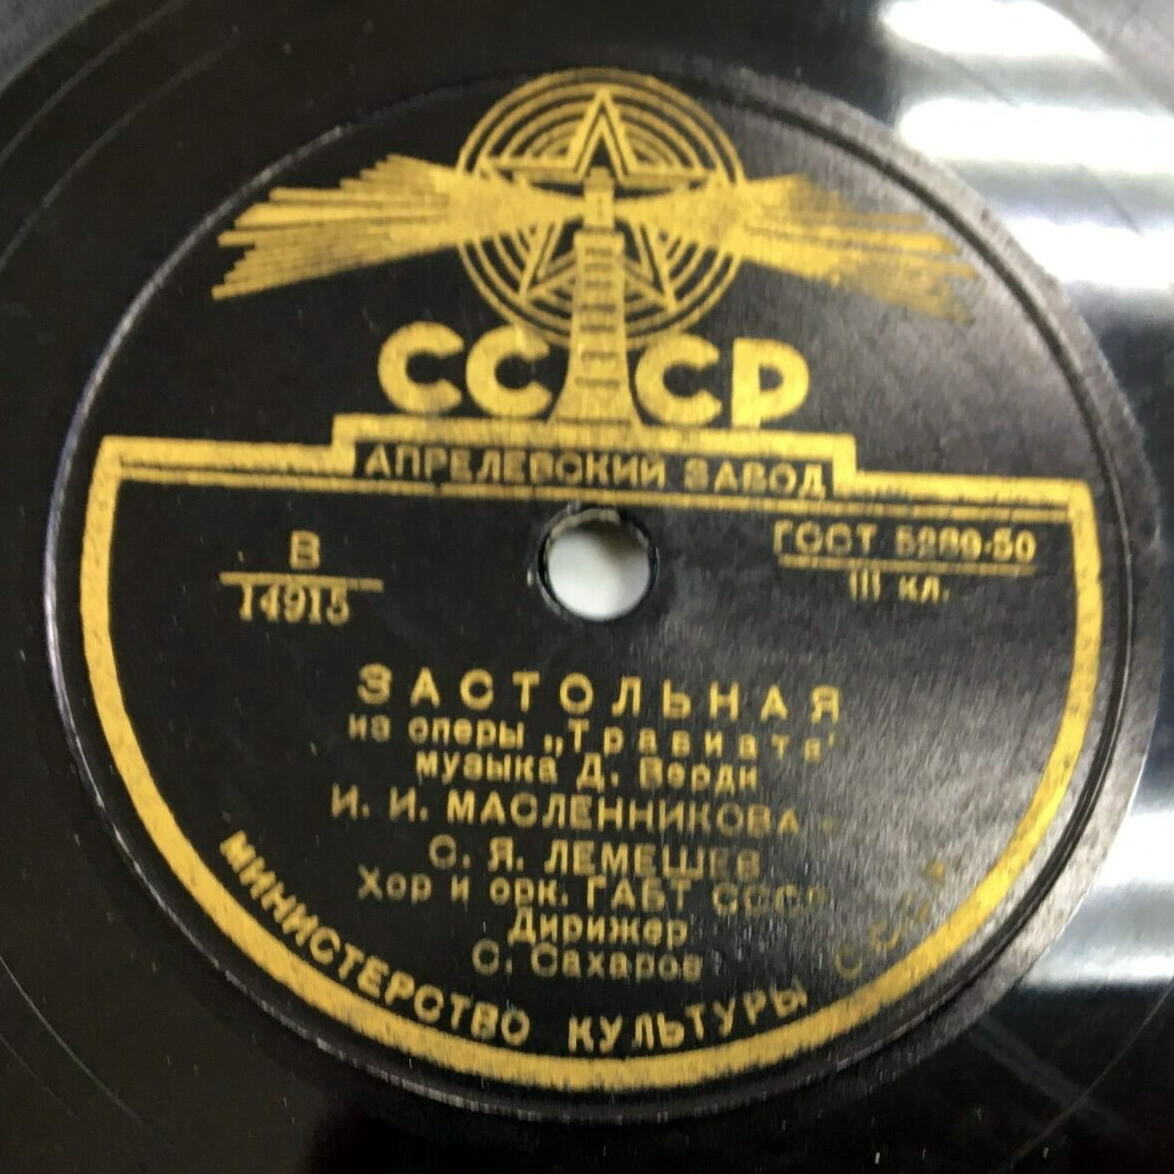 СССР
АПРЕЛЕВСКИЙ ЗАВОД
В
14915
ГОСТ 5289-50
III кл.
ЗАСТОЛЬНАЯ
из оперы „Травиата"
музыка Д. Верди
И. И. МАСЛЕННИКОВА
С. Я. ЛЕМЕШЕВ
Хор и орк. ГАБТ СССР
Дирижер
С. Сахаров
МИНИСТЕРСТВО КУЛЬТУРЫ СССР